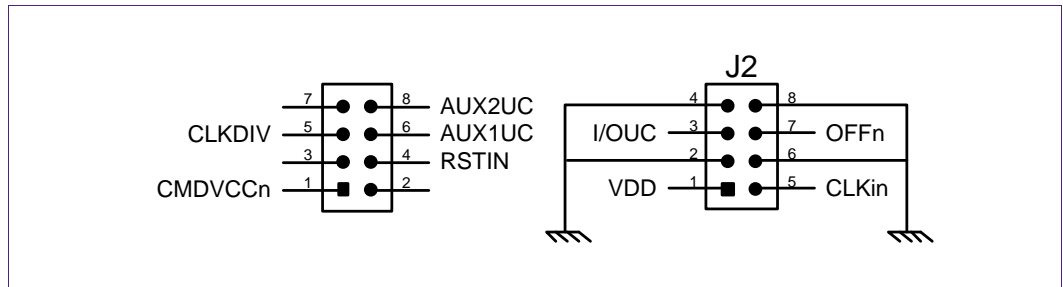 J2
7 8 AUX2UC
CLKDIV 5 6 AUX1UC
3 4 RSTIN
CMDVCCn 1 2
4 8
I/OUC 3 7 OFFn
2 6
VDD 1 5 CLKin